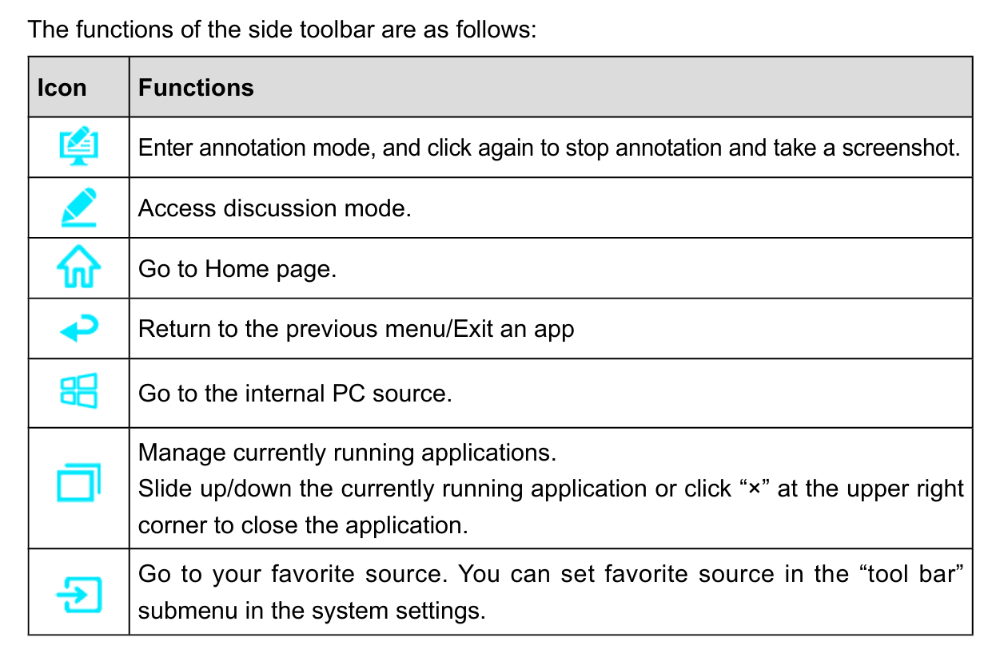 The functions of the side toolbar are as follows:
Icon Functions
Enter annotation mode, and click again to stop annotation and take a screenshot.
Access discussion mode.
Go to Home page.
Return to the previous menu/Exit an app
Go to the internal PC source.
Manage currently running applications.
Slide up/down the currently running application or click “×” at the upper right
corner to close the application.
Go to your favorite source. You can set favorite source in the “tool bar”
submenu in the system settings.